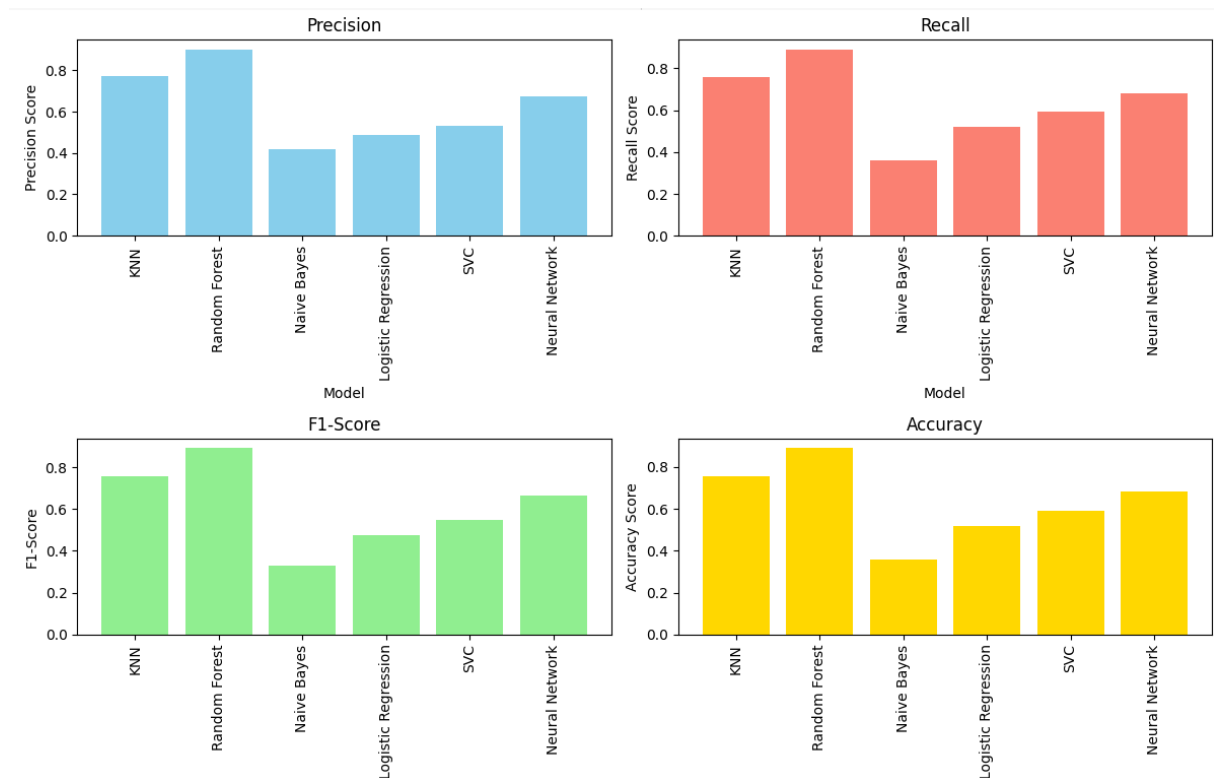 Precision
Precision Score
0.8
0.6
0.4
0.2
0.0
KNN
Random Forest
Naive Bayes
Logistic Regression
SVC
Neural Network
Model
Recall
Recall Score
0.8
0.6
0.4
0.2
0.0
KNN
Random Forest
Naive Bayes
Logistic Regression
SVC
Neural Network
Model
F1-Score
F1-Score
0.8
0.6
0.4
0.2
0.0
KNN
Random Forest
Naive Bayes
Logistic Regression
SVC
Neural Network
Accuracy
Accuracy Score
0.8
0.6
0.4
0.2
0.0
KNN
Random Forest
Naive Bayes
Logistic Regression
SVC
Neural Network